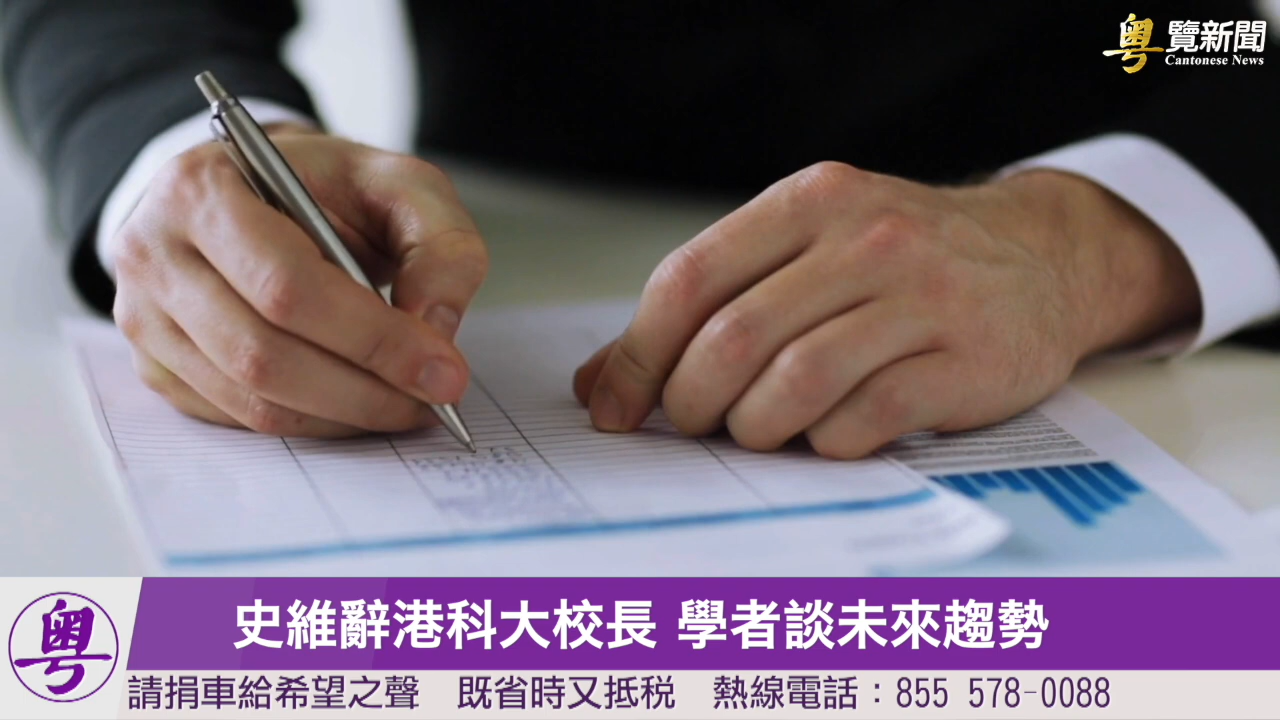 粵覽新聞
Cantonese News
史維辭港科大校長 學者談未來趨勢
粵
請捐車給希望之聲 既省時又抵税 熱線電話：855 578-0088